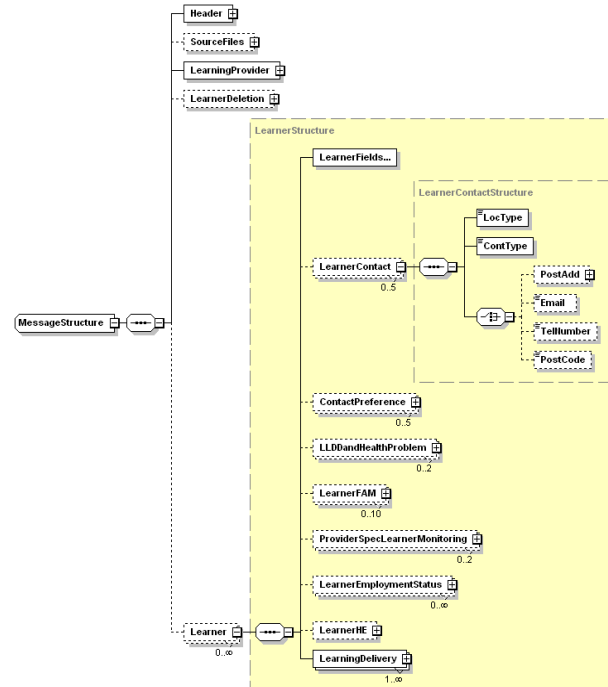 Header
SourceFiles
LearningProvider
LearnerDeletion
LearnerStructure
LearnerFields...
LearnerContactStructure
LocType
ContType
LearnerContact
0..5
PostAdd
Email
MessageStructure
TelNumber
PostCode
ContactPreference
0..5
LLDDandHealthProblem
0..2
LearnerFAM
0..10
ProviderSpecLearnerMonitoring
0..2
LearnerEmploymentStatus
0..∞
Learner
0..∞
LearnerHE
LearningDelivery
1..∞